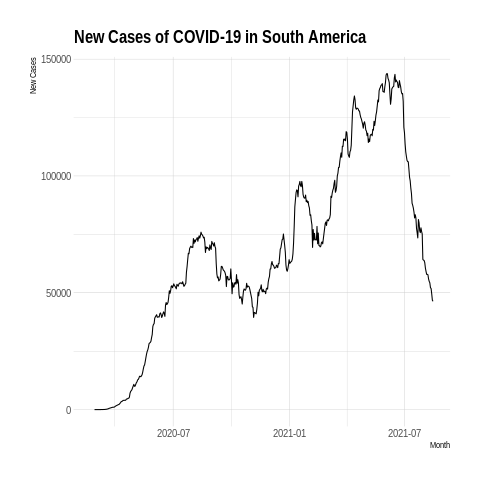 New Cases of COVID-19 in South America
New Cases
150000
100000
50000
0
2020-07
2021-01
2021-07
Month